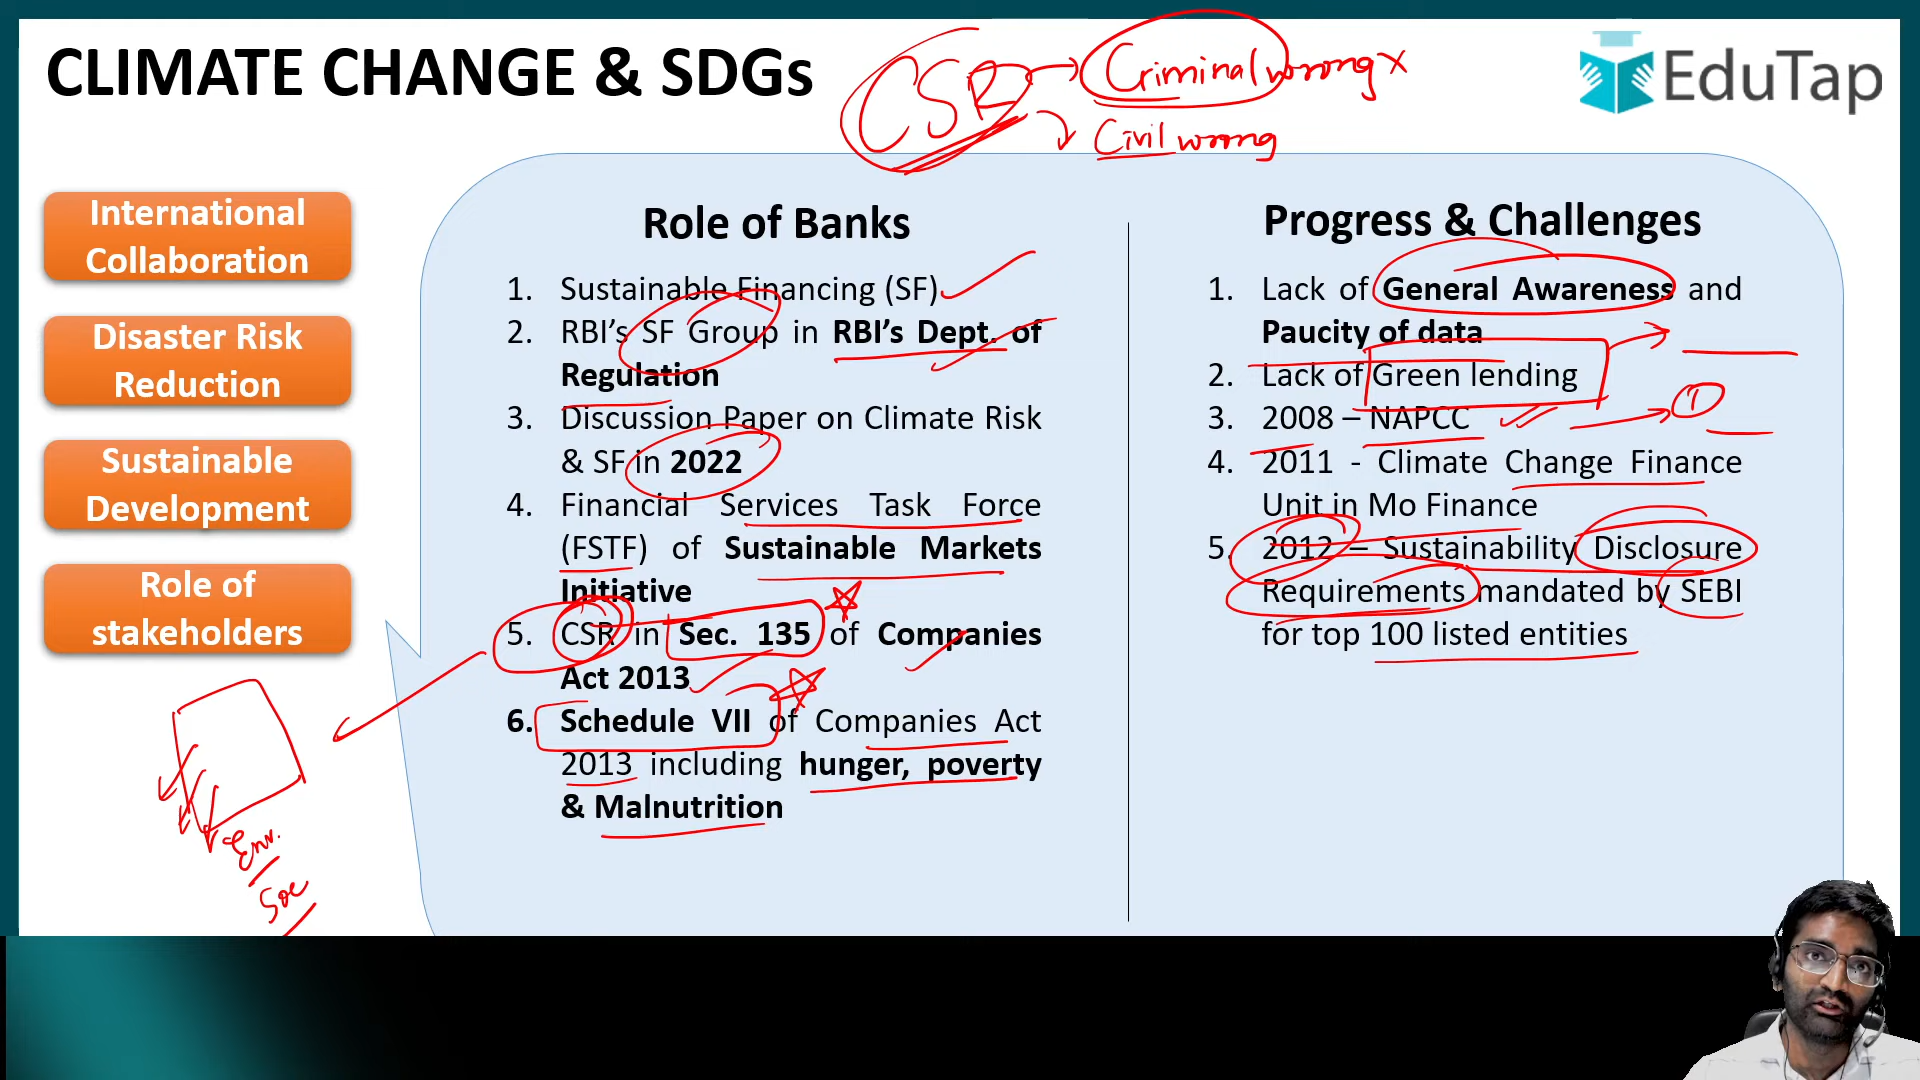 CLIMATE CHANGE & SDGs
CSR
Criminal wrong x
Civil wrong
EduTap
International
Collaboration
Disaster Risk
Reduction
Sustainable
Development
Role of
stakeholders
Env.
Soc
Role of Banks
1. Sustainable Financing (SF)
2. RBI's SF Group in RBI's Dept. of
Regulation
3. Discussion Paper on Climate Risk
& SF in 2022
4. Financial Services Task Force
(FSTF) of Sustainable Markets
Initiative
5. CSR in Sec. 135 of Companies
Act 2013
6. Schedule VII of Companies Act
2013 including hunger, poverty
& Malnutrition
Progress & Challenges
1. Lack of General Awareness and
Paucity of data
2. Lack of Green lending
3. 2008 – NAPCC
1
4. 2011 - Climate Change Finance
Unit in Mo Finance
5. 2012 – Sustainability Disclosure
Requirements mandated by SEBI
for top 100 listed entities